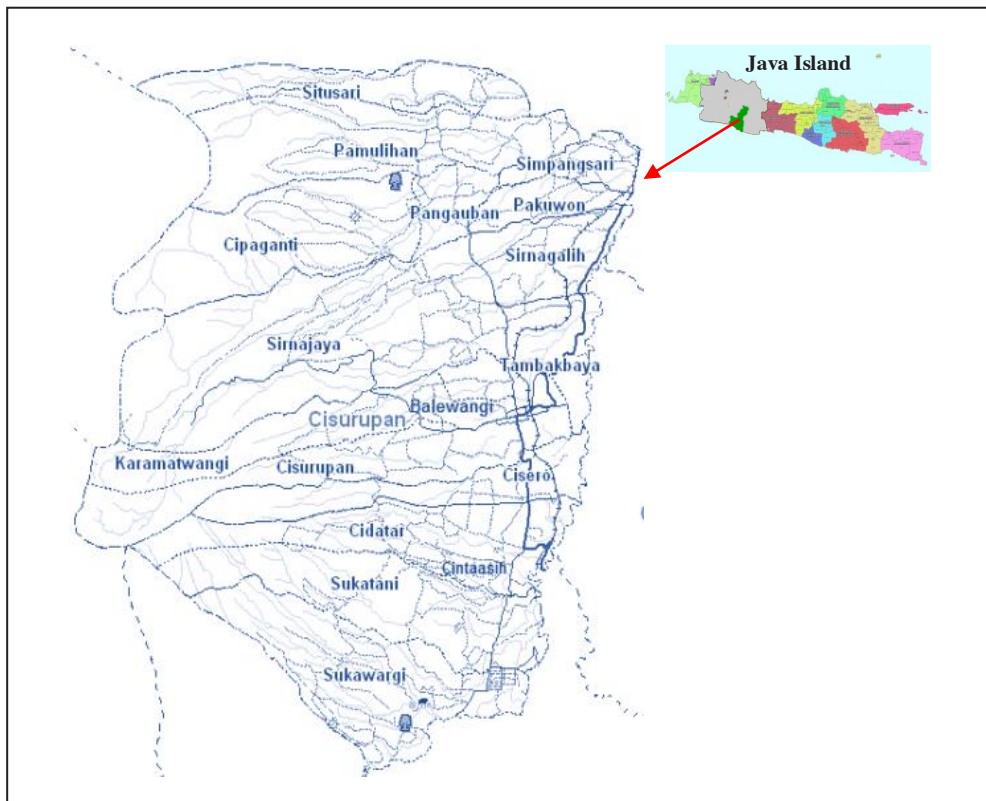 Java Island
Situsari
Pamulihan
Simpangsari
Pangauban
Pakuwon
Cipaganti
Sirnagalih
Sirnajaya
Tambakbaya
Balewangi
Cisurupan
Karamatwangi
Cisurupan
Cisero
Cidatar
Cintaasih
Sukatani
Sukawargi